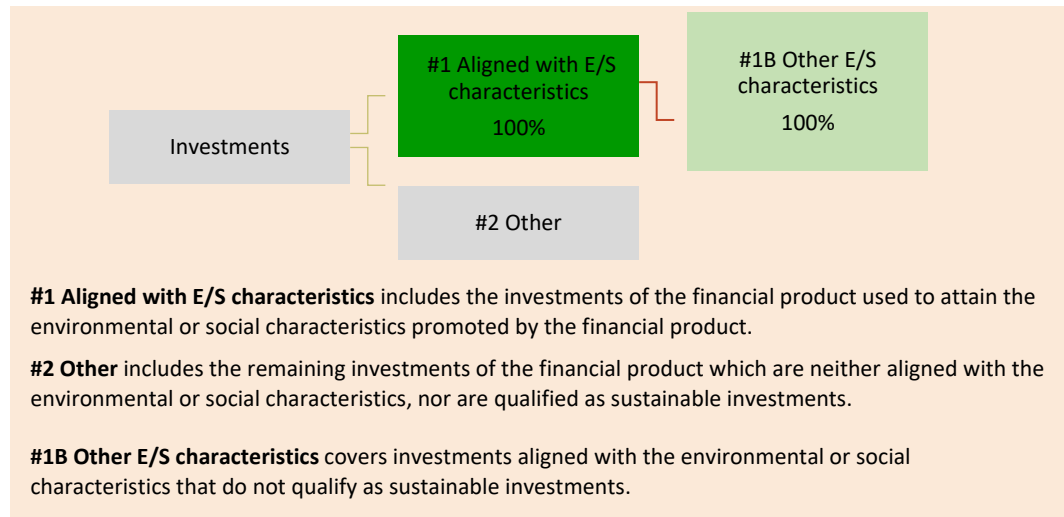 #1 Aligned with E/S
characteristics
100%
#1B Other E/S
characteristics
100%
Investments
#2 Other
#1 Aligned with E/S characteristics includes the investments of the financial product used to attain the
environmental or social characteristics promoted by the financial product.
#2 Other includes the remaining investments of the financial product which are neither aligned with the
environmental or social characteristics, nor are qualified as sustainable investments.
#1B Other E/S characteristics covers investments aligned with the environmental or social
characteristics that do not qualify as sustainable investments.